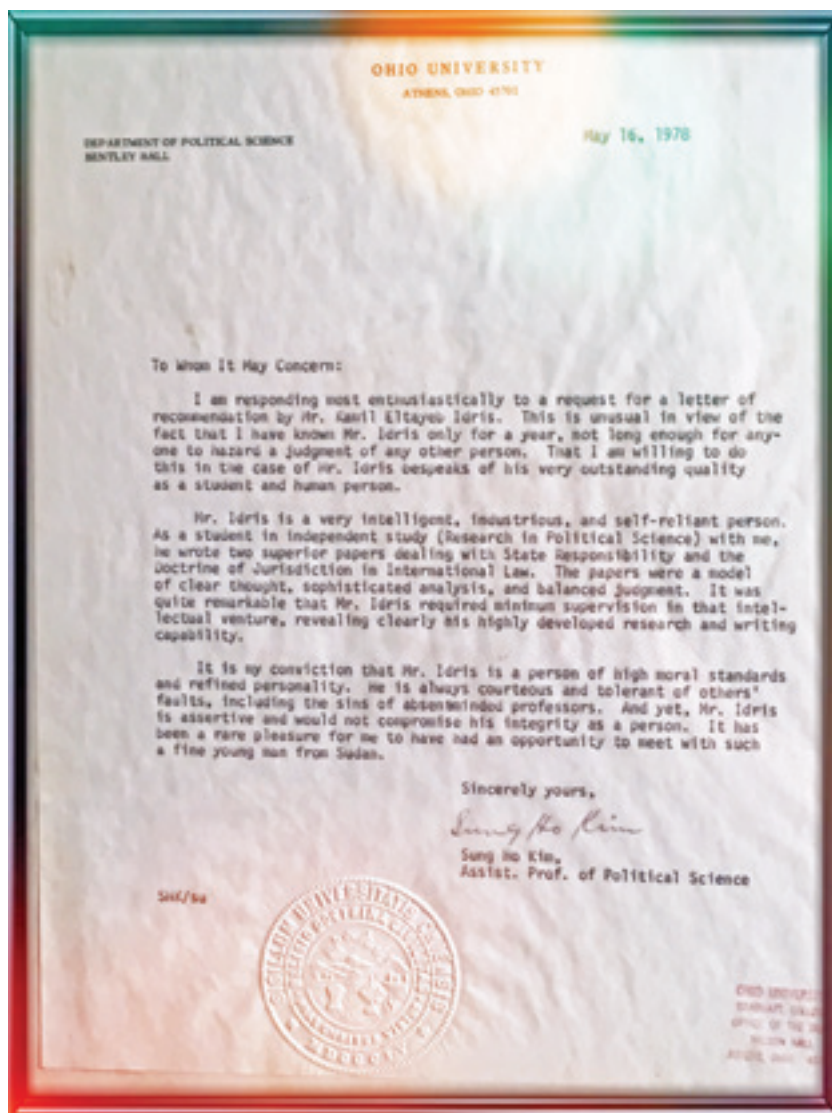 OHIO UNIVERSITY
ATHENS, OHIO 45701
DEPARTMENT OF POLITICAL SCIENCE
BENTLEY HALL
May 16, 1978
To Whom It May Concern:
I am responding most enthusiastically to a request for a letter of
recommendation by Mr. Kamil Eltayeb Idris. This is unusual in view of the
fact that I have known Mr. Idris only for a year, not long enough for any-
one to hazard a judgment of any other person. That I am willing to do
this in the case of Mr. Idris bespeaks of his very outstanding quality
as a student and human person.
Mr. Idris is a very intelligent, industrious, and self-reliant person.
As a student in independent study (Research in Political Science) with me,
he wrote two superior papers dealing with State Responsibility and the
Doctrine of Jurisdiction in International Law. The papers were a model
of clear thought, sophisticated analysis, and balanced judgment. It was
quite remarkable that Mr. Idris required minimum supervision in that intel-
lectual venture, revealing clearly his highly developed research and writing
capability.
It is my conviction that Mr. Idris is a person of high moral standards
and refined personality. He is always courteous and tolerant of others'
faults, including the sins of absentminded professors. And yet, Mr. Idris
is assertive and would not compromise his integrity as a person. It has
been a rare pleasure for me to have had an opportunity to meet with such
a fine young man from Sudan.
Sincerely yours,
Sung Ho Kim
Sung Ho Kim,
Assist. Prof. of Political Science
OHIO
OFFICE OF THE